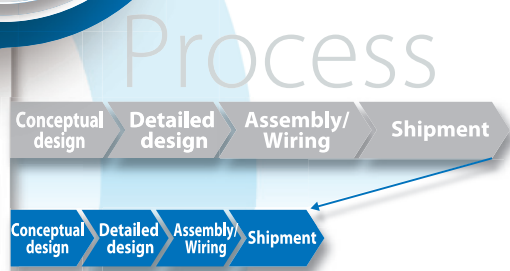 Process
Conceptual design
Detailed design
Assembly/ Wiring
Shipment
Conceptual design
Detailed design
Assembly/ Wiring
Shipment